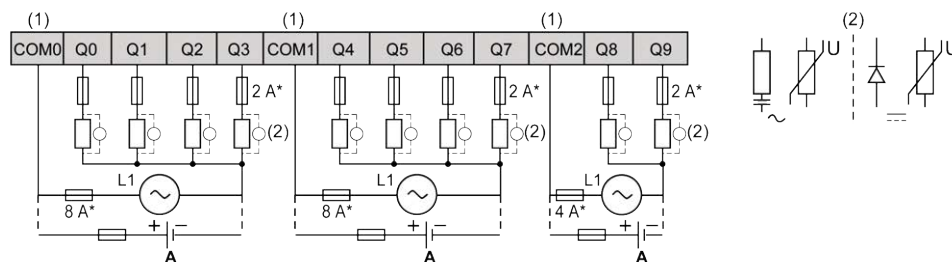 (1) (1) (1) (2)
COM0 Q0 Q1 Q2 Q3 COM1 Q4 Q5 Q6 Q7 COM2 Q8 Q9
U U
2 A* 2 A* 2 A*
(2) (2) (2)
L1 L1 L1
8 A* 8 A* 4 A*
+ − + − + −
A A A